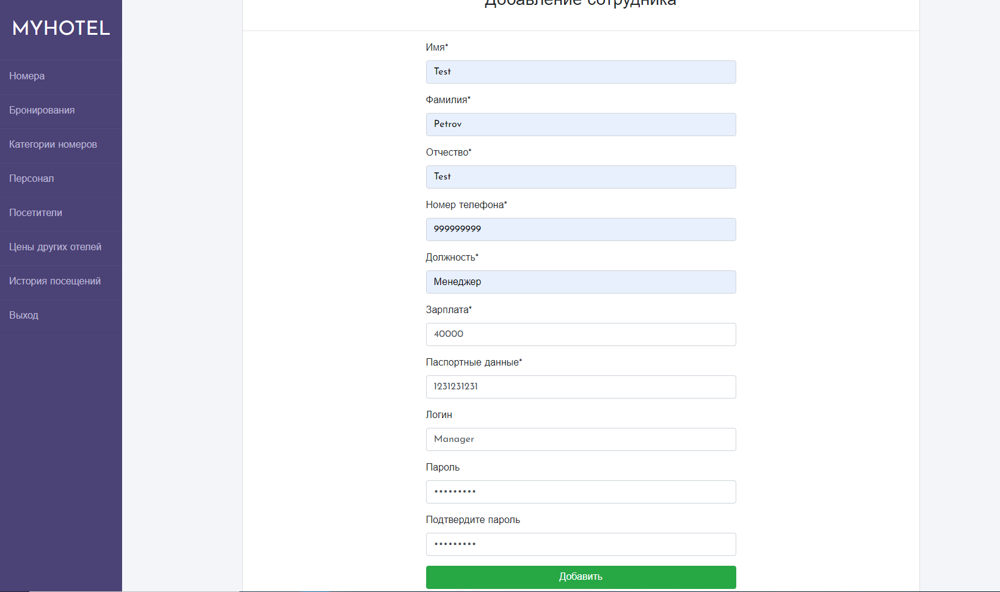 MYHOTEL
Номера
Бронирования
Категории номеров
Персонал
Посетители
Цены других отелей
История посещений
Выход
Добавление сотрудника
Имя*
Test
Фамилия*
Petrov
Отчество*
Test
Номер телефона*
999999999
Должность*
Менеджер
Зарплата*
40000
Паспортные данные*
1231231231
Логин
Manager
Пароль
•••••••••
Подтвердите пароль
•••••••••
Добавить